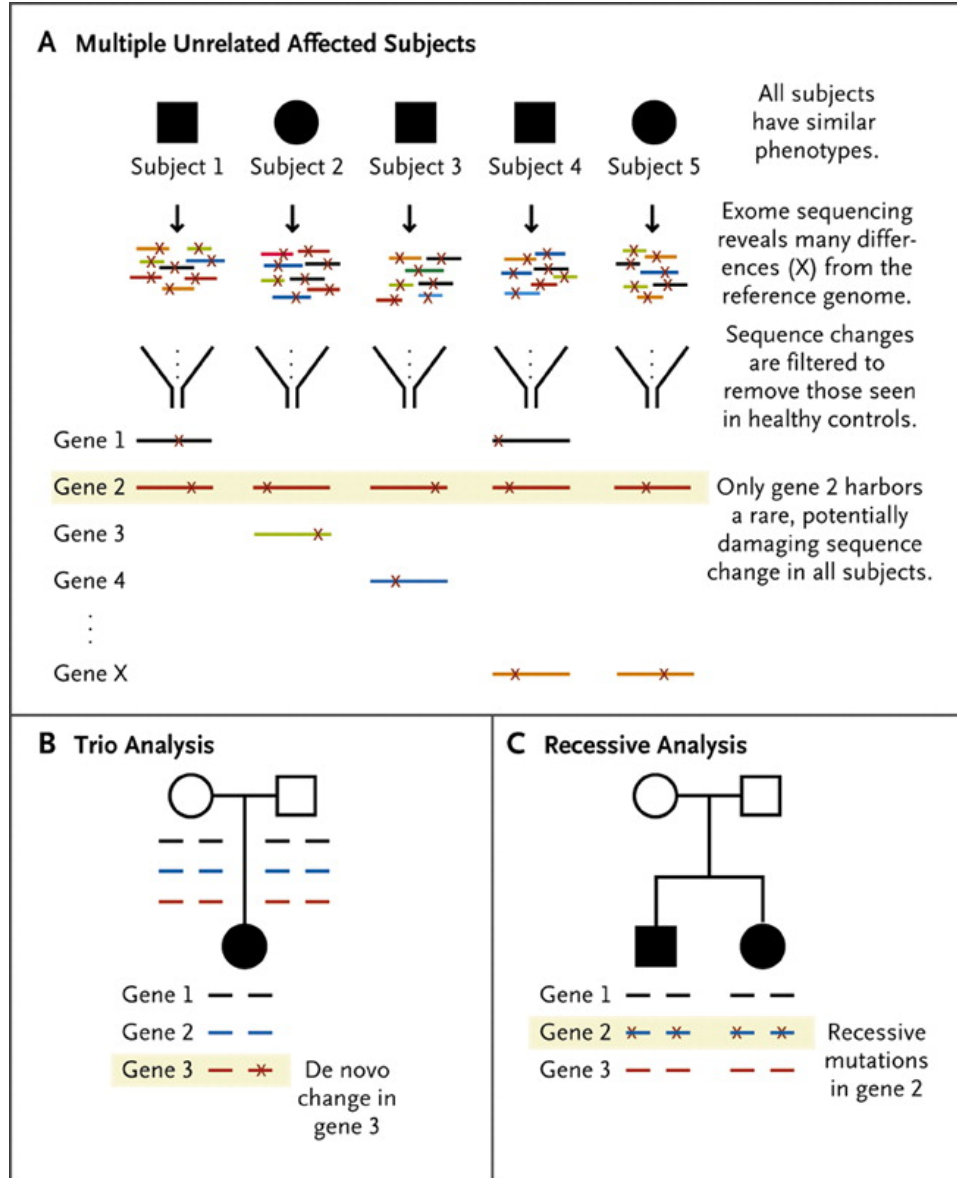 A Multiple Unrelated Affected Subjects
Subject 1
Subject 2
Subject 3
Subject 4
Subject 5
All subjects
have similar
phenotypes.
Exome sequencing
reveals many differ-
ences (X) from the
reference genome.
Sequence changes
are filtered to
remove those seen
in healthy controls.
Gene 1
Gene 2
Gene 3
Gene 4
Gene X
Only gene 2 harbors
a rare, potentially
damaging sequence
change in all subjects.
B Trio Analysis
Gene 1
Gene 2
Gene 3
De novo
change in
gene 3
C Recessive Analysis
Gene 1
Gene 2
Gene 3
Recessive
mutations
in gene 2